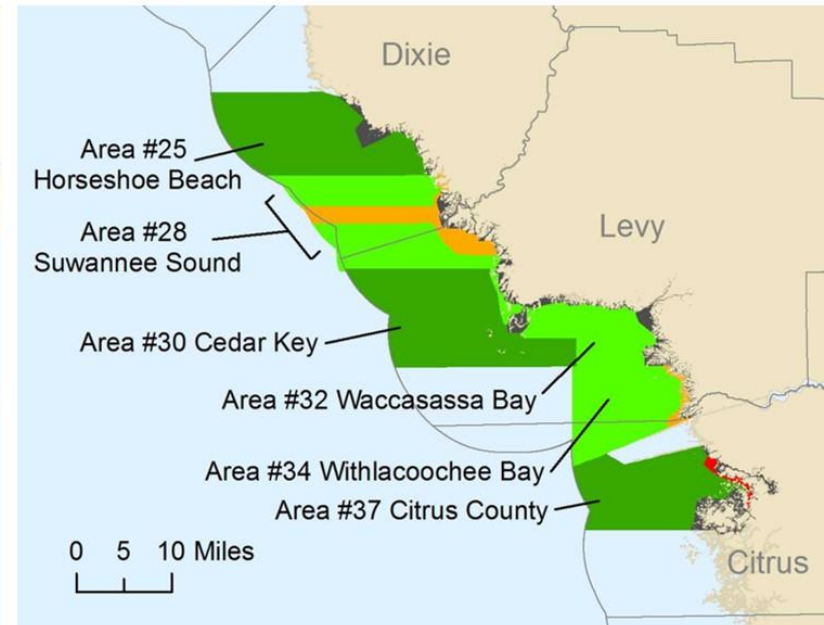 Dixie
Area #25
Horseshoe Beach
Levy
Area #28
Suwannee Sound
Area #30 Cedar Key
Area #32 Waccasassa Bay
Area #34 Withlacoochee Bay
Area #37 Citrus County
0 5 10 Miles
Citrus